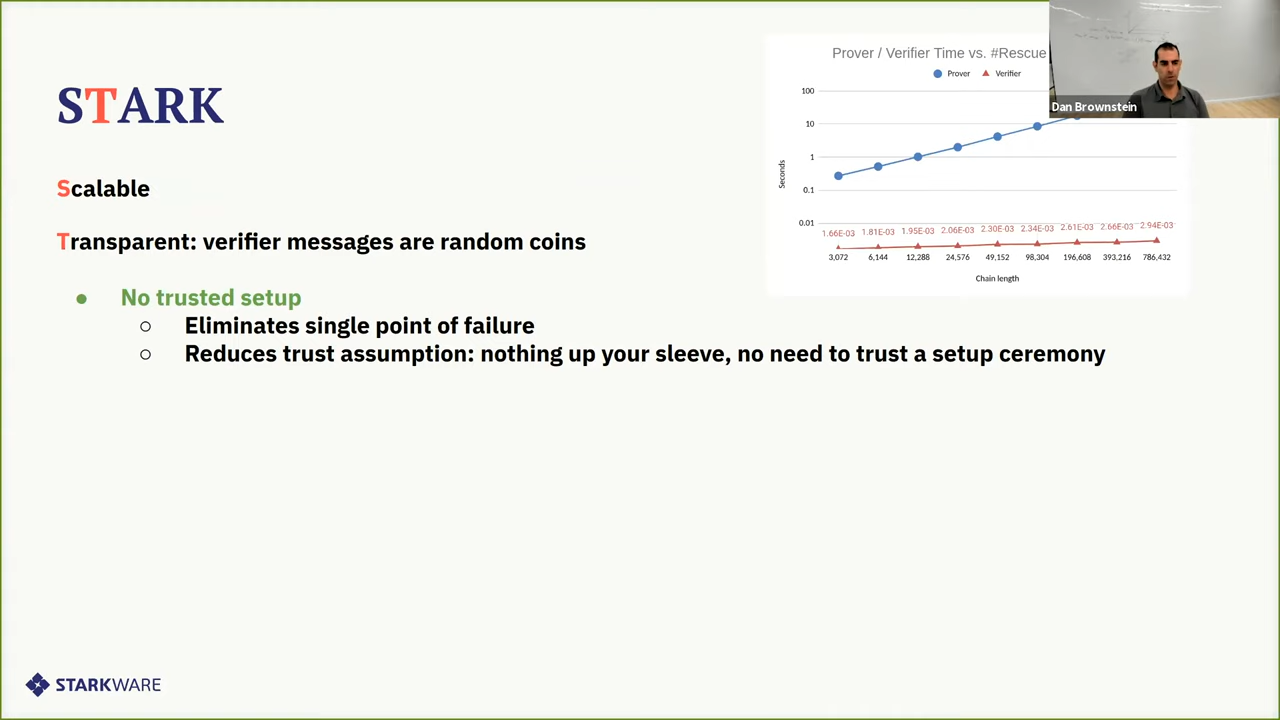 STARK
Scalable
Transparent: verifier messages are random coins
No trusted setup
Eliminates single point of failure
Reduces trust assumption: nothing up your sleeve, no need to trust a setup ceremony
Prover / Verifier Time vs. #Rescue
Prover Verifier
100
10
1
0.1
0.01
Seconds
1.66E-03 1.81E-03 1.95E-03 2.06E-03 2.30E-03 2.34E-03 2.61E-03 2.66E-03 2.94E-03
3,072 6,144 12,288 24,576 49,152 98,304 196,608 393,216 786,432
Chain length
Dan Brownstein
STARKWARE